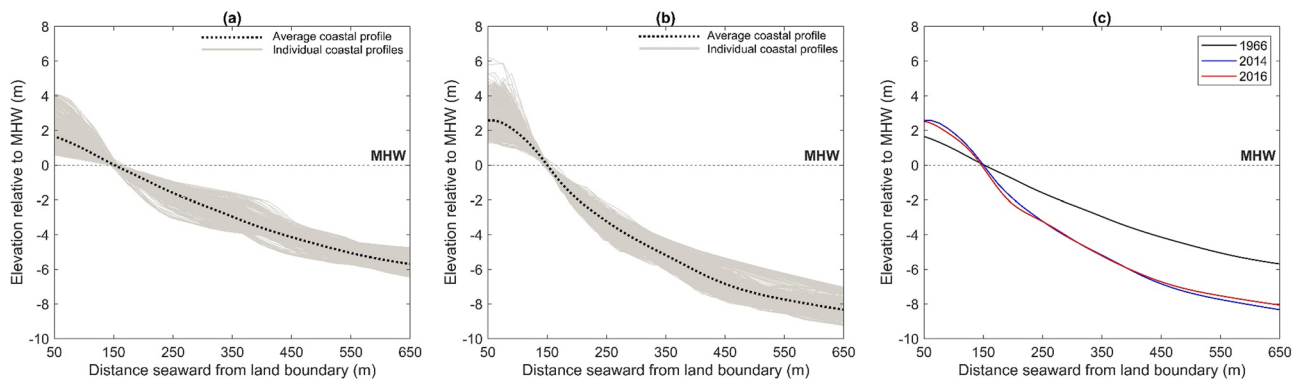 (a)
Average coastal profile
Individual coastal profiles
MHW
Elevation relative to MHW (m)
8
6
4
2
0
-2
-4
-6
-8
-10
50 150 250 350 450 550 650
Distance seaward from land boundary (m)
(b)
Average coastal profile
Individual coastal profiles
MHW
Elevation relative to MHW (m)
8
6
4
2
0
-2
-4
-6
-8
-10
50 150 250 350 450 550 650
Distance seaward from land boundary (m)
(c)
1966
2014
2016
MHW
Elevation relative to MHW (m)
8
6
4
2
0
-2
-4
-6
-8
-10
50 150 250 350 450 550 650
Distance seaward from land boundary (m)